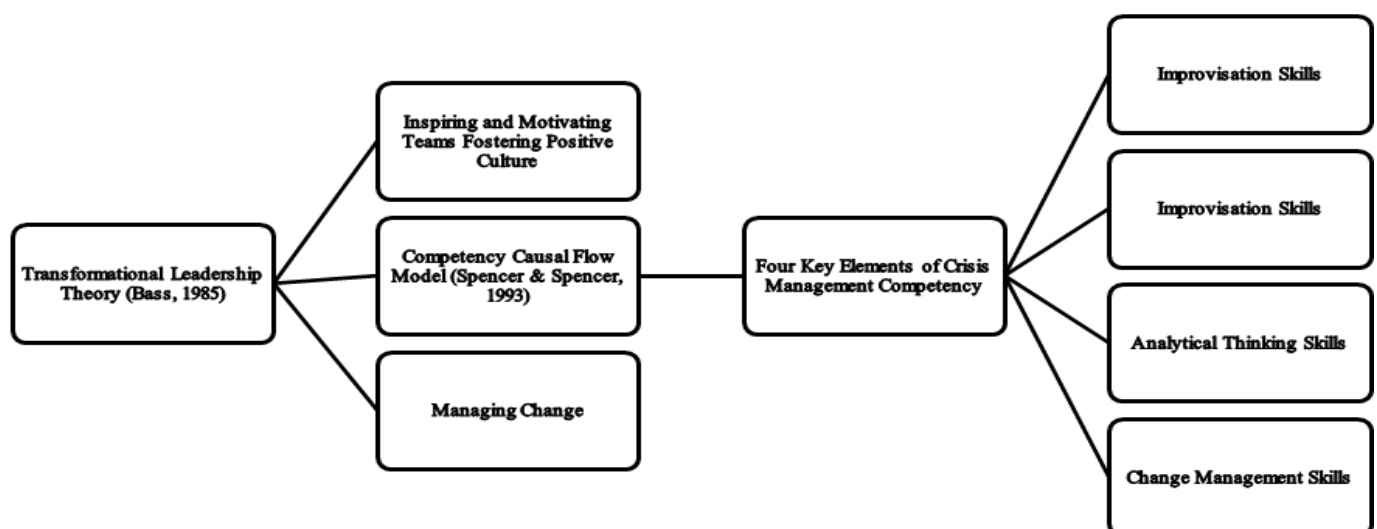 Transformational Leadership
Theory (Bass, 1985)
Inspiring and Motivating
Teams Fostering Positive
Culture
Competency Causal Flow
Model (Spencer & Spencer,
1993)
Managing Change
Four Key Elements of Crisis
Management Competency
Improvisation Skills
Improvisation Skills
Analytical Thinking Skills
Change Management Skills